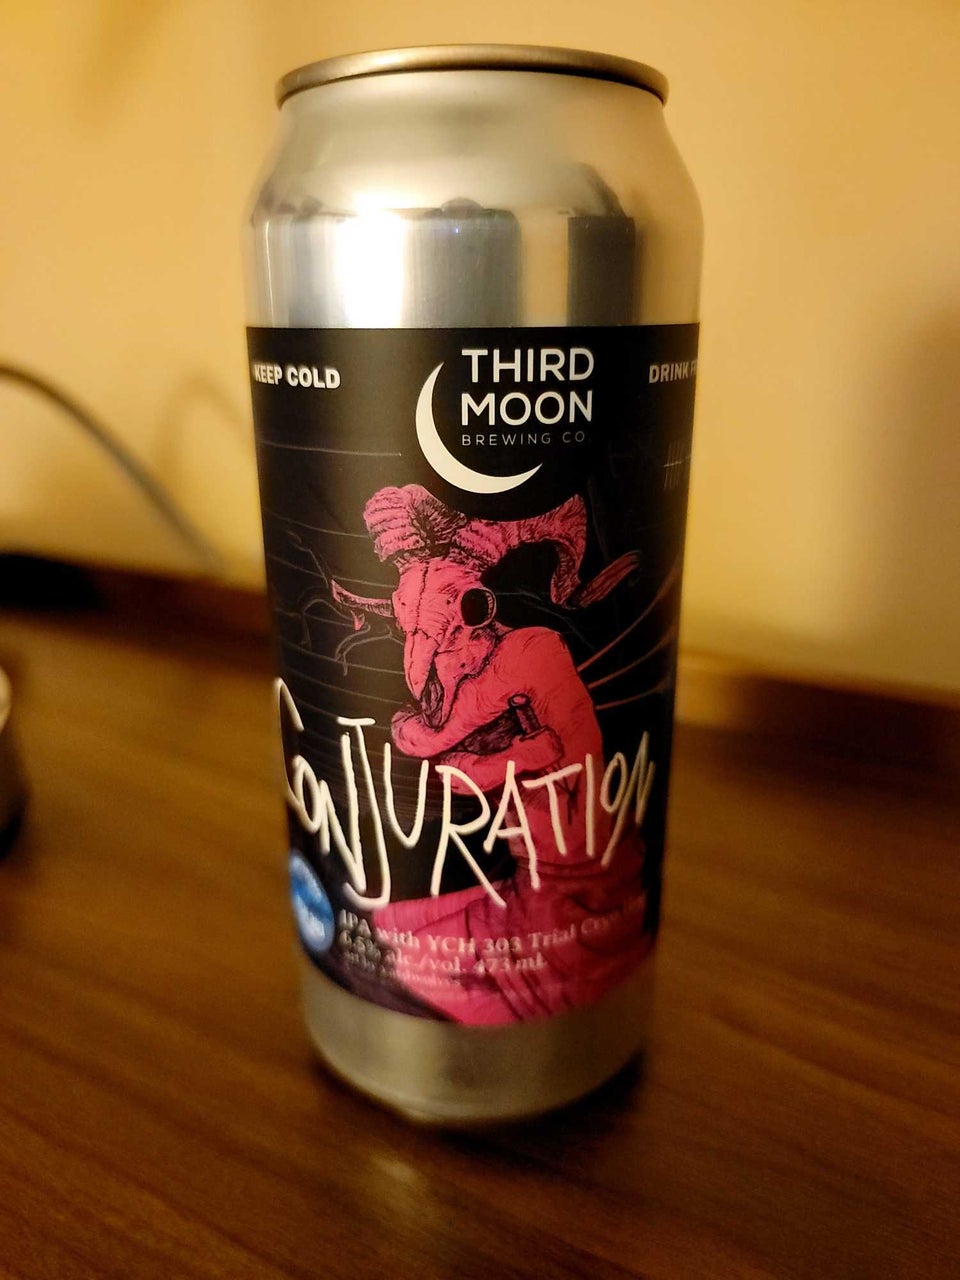 KEEP COLD
THIRD
MOON
BREWING CO
DRINK
CONJURATION
IPA with YCH 303 Trial
6.5% alc./vol. 473 mL